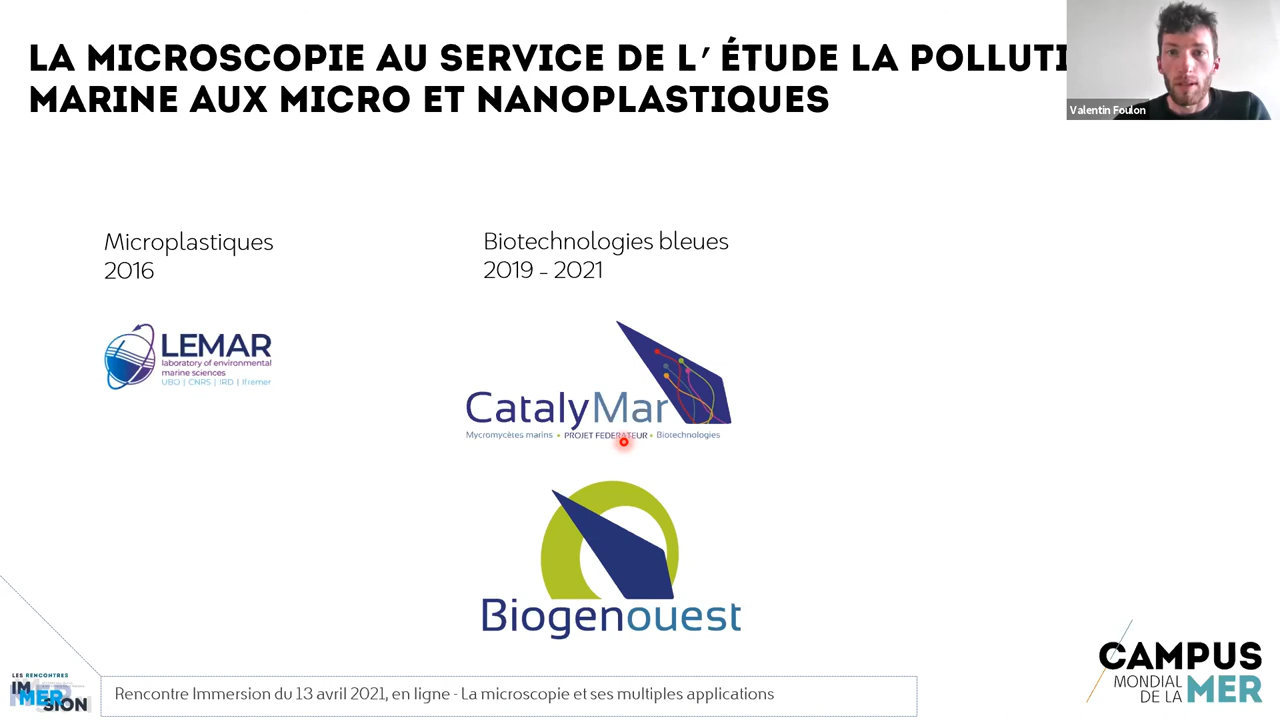 LA MICROSCOPIE AU SERVICE DE L’ÉTUDE LA POLLUTI
MARINE AUX MICRO ET NANOPLASTIQUES
Valentin Foulon
Microplastiques
2016
Biotechnologies bleues
2019 - 2021
LEMAR
laboratory of environmental
marine sciences
UBO | CNRS | IRD | Ifremer
CatalyMar
Mycromycètes marins • PROJET FEDERATEUR • Biotechnologies
Biogenouest
LES RENCONTRES
IM
MER
SION
Rencontre Immersion du 13 avril 2021, en ligne - La microscopie et ses multiples applications
CAMPUS
MONDIAL
DE LA MER